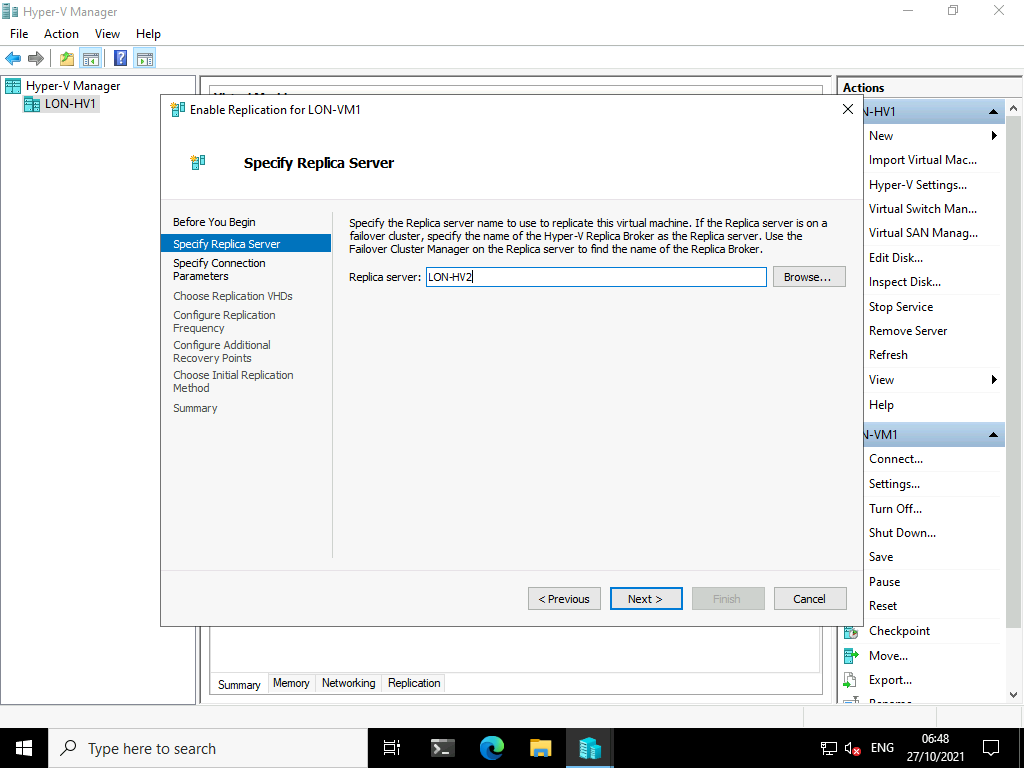 Hyper-V Manager
File Action View Help
Hyper-V Manager
LON-HV1
Enable Replication for LON-VM1
Specify Replica Server
Before You Begin
Specify Replica Server
Specify Connection
Parameters
Choose Replication VHDs
Configure Replication
Frequency
Configure Additional
Recovery Points
Choose Initial Replication
Method
Summary
Specify the Replica server name to use to replicate this virtual machine. If the Replica server is on a
failover cluster, specify the name of the Hyper-V Replica Broker as the Replica server. Use the
Failover Cluster Manager on the Replica server to find the name of the Replica Broker.
Replica server: LON-HV2 Browse...
< Previous Next > Finish Cancel
Summary Memory Networking Replication
Actions
N-HV1
New
Import Virtual Mac...
Hyper-V Settings...
Virtual Switch Man...
Virtual SAN Manag...
Edit Disk...
Inspect Disk...
Stop Service
Remove Server
Refresh
View
Help
N-VM1
Connect...
Settings...
Turn Off...
Shut Down...
Save
Pause
Reset
Checkpoint
Move...
Export...
Type here to search
ENG
06:48
27/10/2021